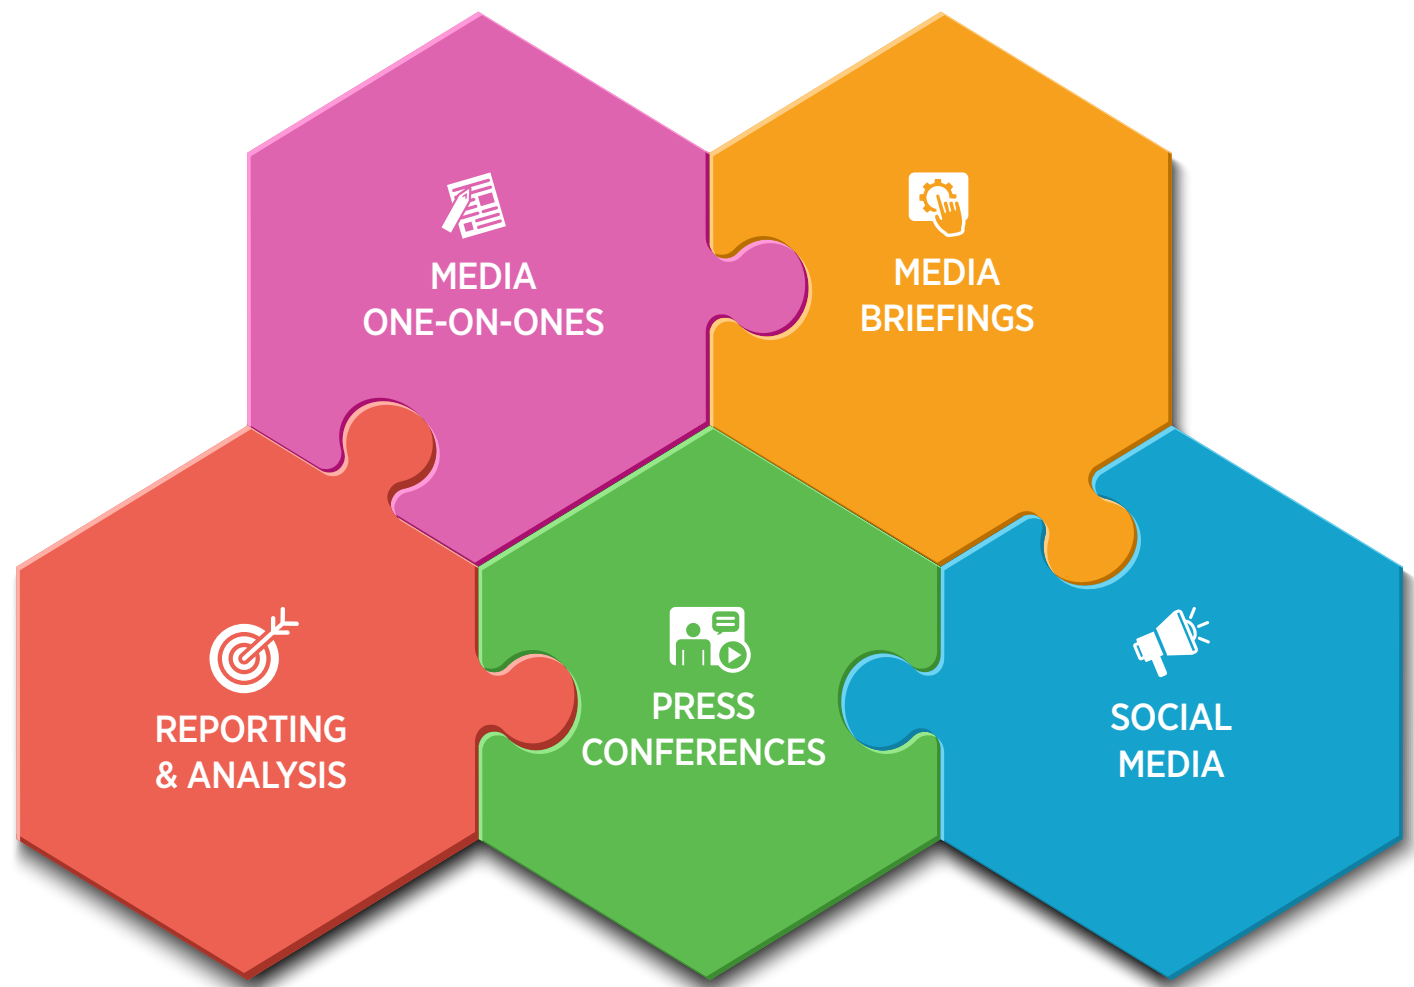 MEDIA
ONE-ON-ONES
MEDIA
BRIEFINGS
REPORTING
& ANALYSIS
PRESS
CONFERENCES
SOCIAL
MEDIA